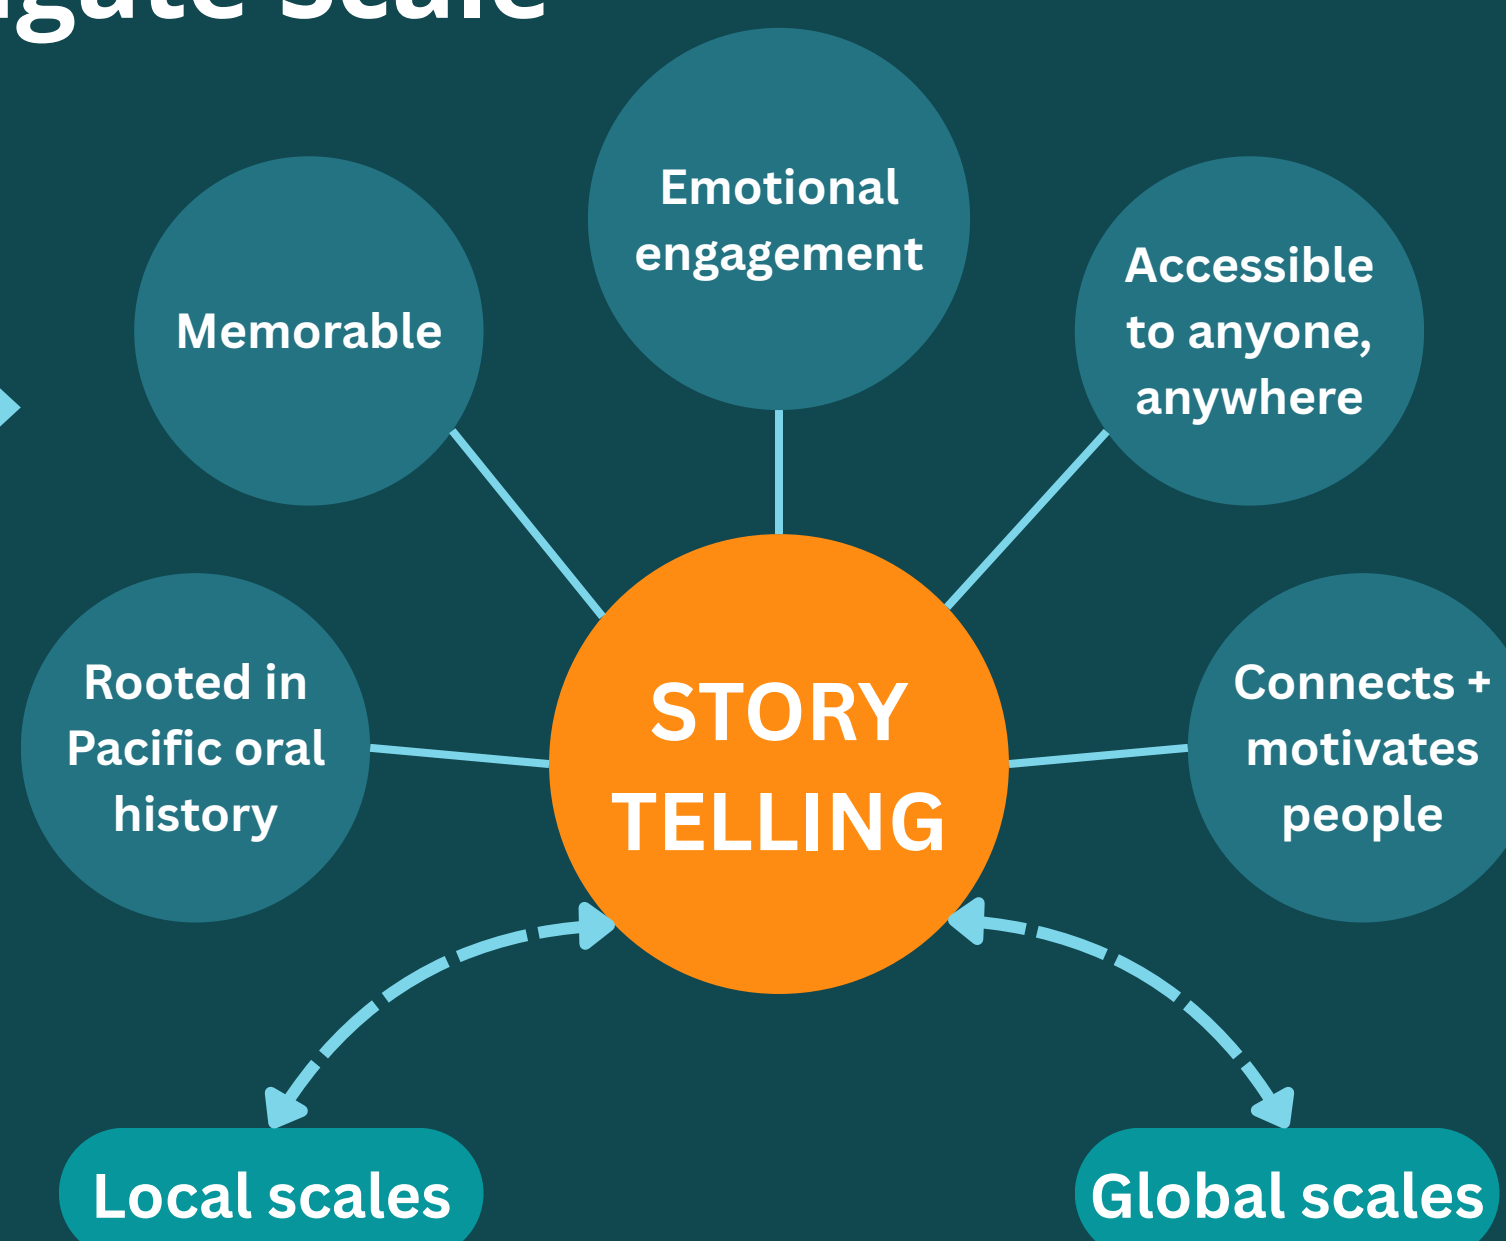 scale
Emotional
engagement
Memorable
Accessible
to anyone,
anywhere
Rooted in
Pacific oral
history
STORY
TELLING
Connects +
motivates
people
Local scales
Global scales